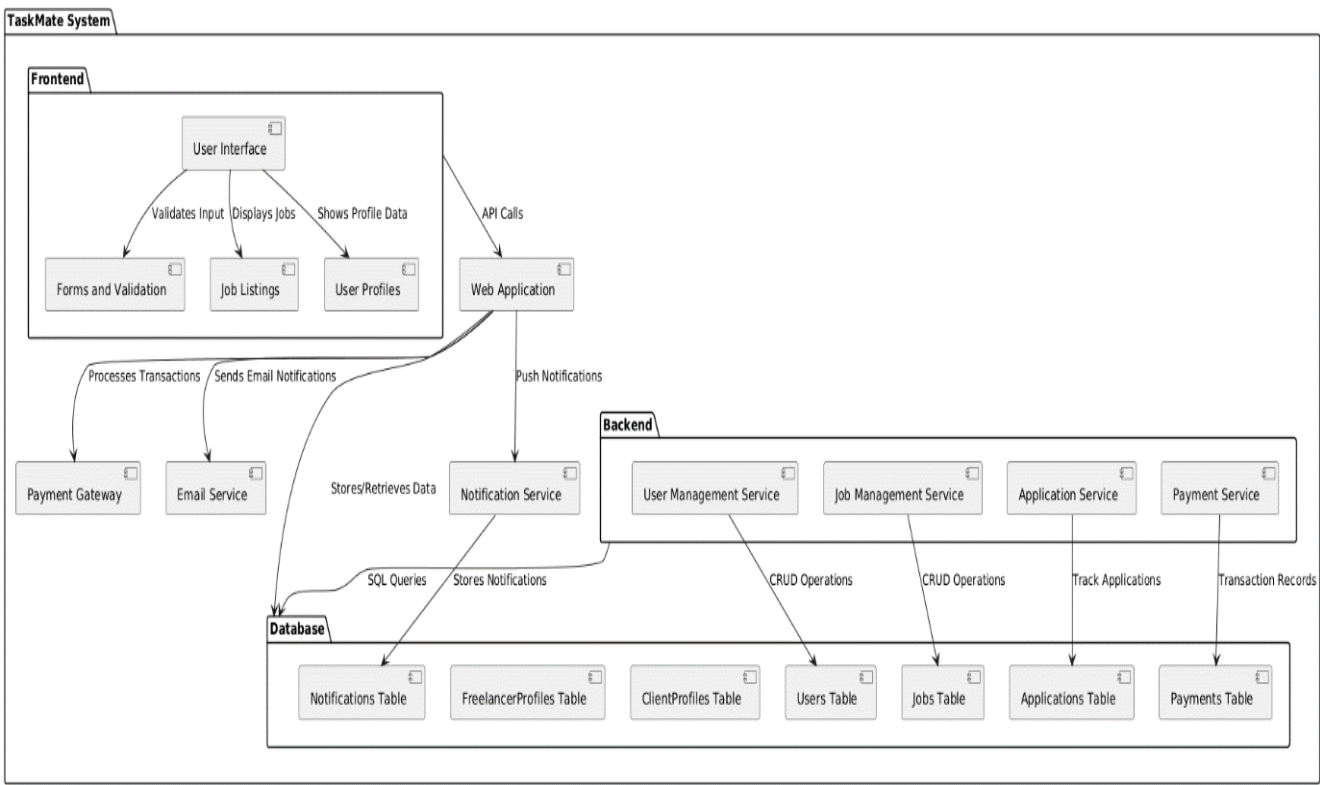 TaskMate System
Frontend
User Interface
Validates Input
Displays Jobs
Shows Profile Data
API Calls
Forms and Validation
Job Listings
User Profiles
Web Application
Processes Transactions
Sends Email Notifications
Push Notifications
Backend
Payment Gateway
Email Service
Stores/Retrieves Data
Notification Service
User Management Service
Job Management Service
Application Service
Payment Service
SQL Queries
Stores Notifications
CRUD Operations
CRUD Operations
Track Applications
Transaction Records
Database
Notifications Table
FreelancerProfiles Table
ClientProfiles Table
Users Table
Jobs Table
Applications Table
Payments Table